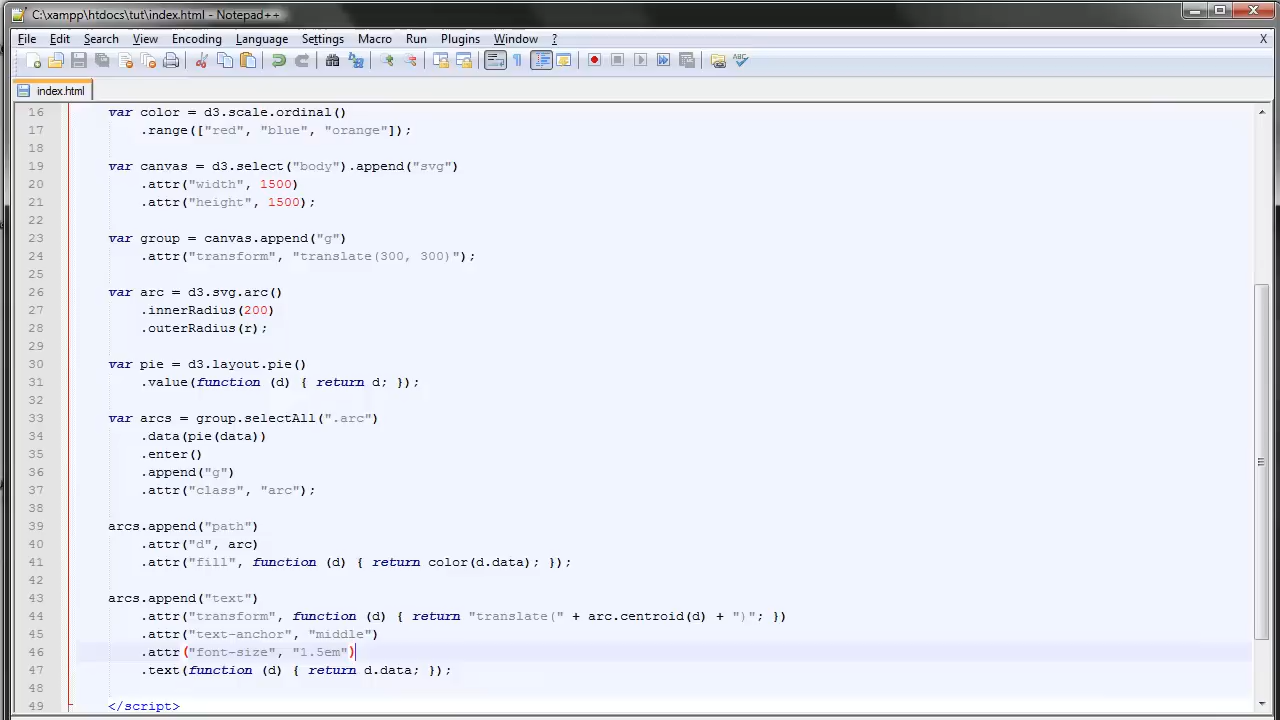 C:\xampp\htdocs\tut\index.html - Notepad++
File Edit Search View Encoding Language Settings Macro Run Plugins Window ? X
index.html
16 var color = d3.scale.ordinal()
17 .range(["red", "blue", "orange"]);
18
19 var canvas = d3.select("body").append("svg")
20 .attr("width", 1500)
21 .attr("height", 1500);
22
23 var group = canvas.append("g")
24 .attr("transform", "translate(300, 300)");
25
26 var arc = d3.svg.arc()
27 .innerRadius(200)
28 .outerRadius(r);
29
30 var pie = d3.layout.pie()
31 .value(function (d) { return d; });
32
33 var arcs = group.selectAll(".arc")
34 .data(pie(data))
35 .enter()
36 .append("g")
37 .attr("class", "arc");
38
39 arcs.append("path")
40 .attr("d", arc)
41 .attr("fill", function (d) { return color(d.data); });
42
43 arcs.append("text")
44 .attr("transform", function (d) { return "translate(" + arc.centroid(d) + ")"; })
45 .attr("text-anchor", "middle")
46 .attr("font-size", "1.5em")
47 .text(function (d) { return d.data; });
48
49 </script>